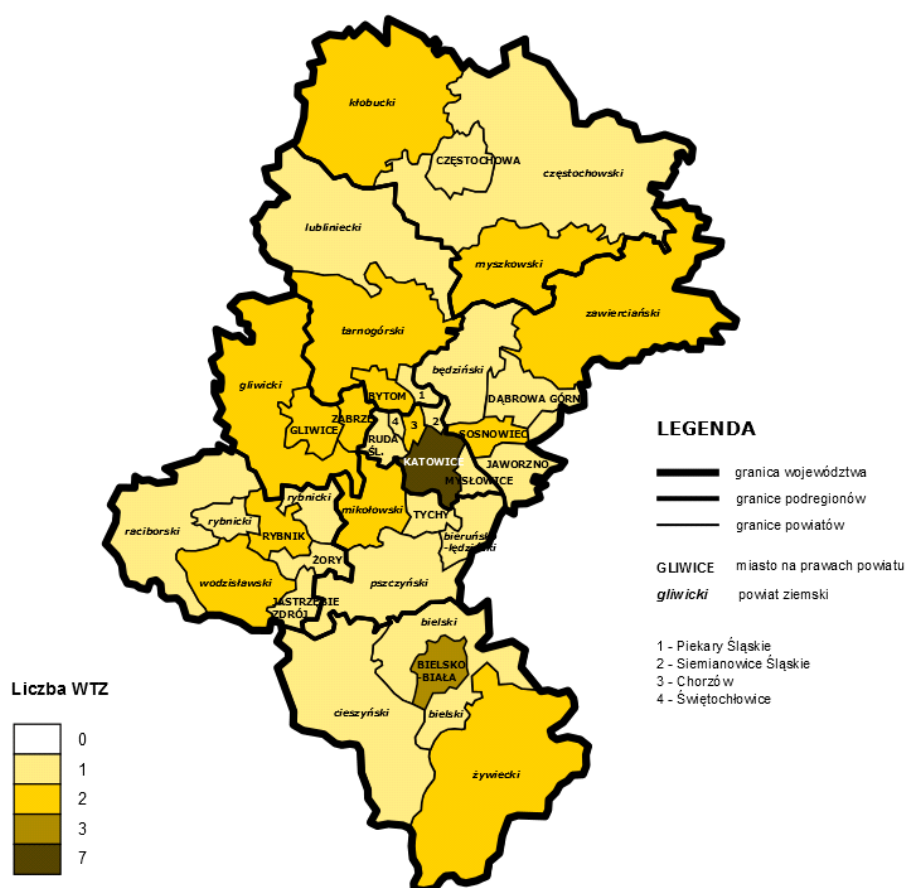 kłobucki
CZĘSTOCHOWA
częstochowski
lubliniecki
myszkowski
zawierciański
tarnogórski
będziński
gliwicki
BYTOM
1
DĄBROWA GÓRN
ZABRZE
GLIWICE
4
3
2
RUDA
ŚL.
SOSNOWIEC
KATOWICE
JAWORZNO
MYSŁOWICE
rybnicki
mikołowski
TYCHY
raciborski
rybnicki
RYBNIK
bieruńsko
-lędziński
ŻORY
wodzisławski
pszczyński
JASTRZĘBIE
ZDRÓJ
bielski
BIELSKO
-BIAŁA
cieszyński
bielski
żywiecki
LEGENDA
granica województwa
granice podregionów
granice powiatów
GLIWICE miasto na prawach powiatu
gliwicki powiat ziemski
1 - Piekary Śląskie
2 - Siemianowice Śląskie
3 - Chorzów
4 - Świętochłowice
Liczba WTZ
0
1
2
3
7